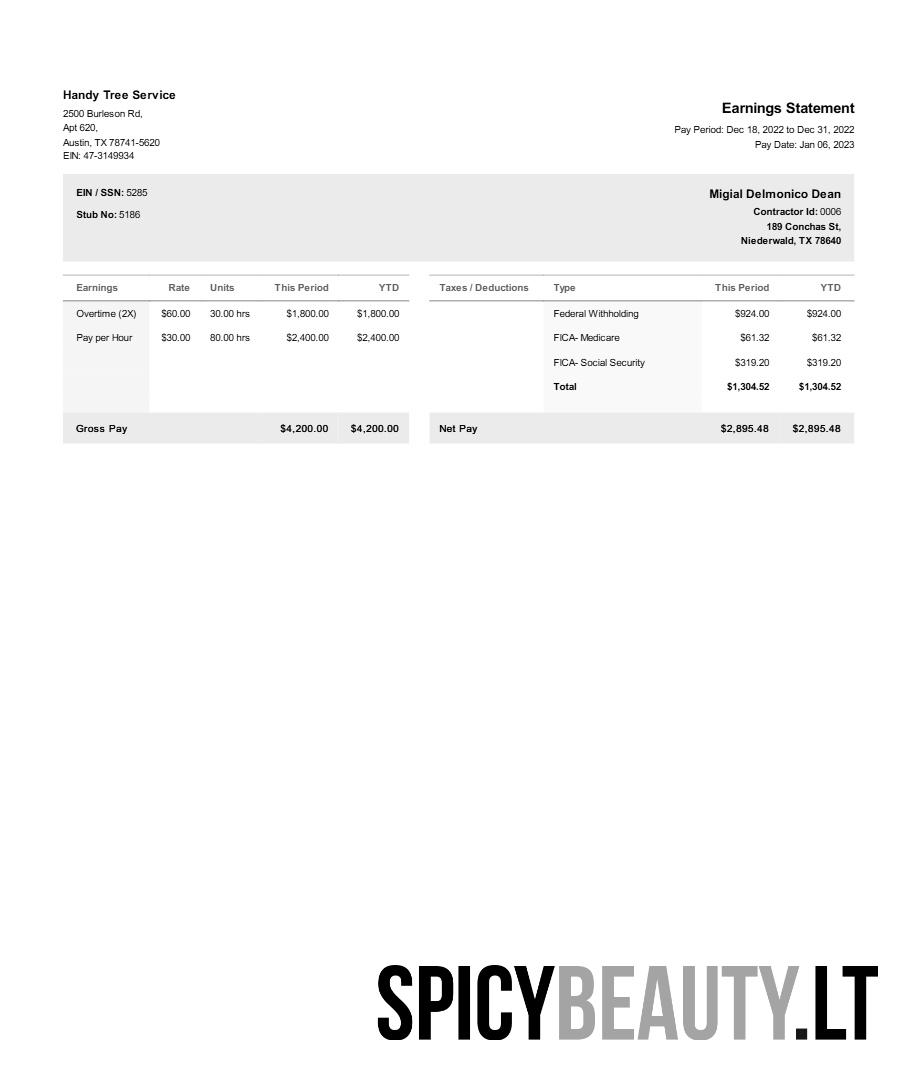 Handy Tree Service
2500 Burleson Rd,
Apt 620,
Austin, TX 78741-5620
EIN: 47-3149934
Earnings Statement
Pay Period: Dec 18, 2022 to Dec 31, 2022
Pay Date: Jan 06, 2023
EIN / SSN: 5285
Stub No: 5186
Migial Delmonico Dean
Contractor Id: 0006
189 Conchas St,
Niederwald, TX 78640
Earnings Rate Units This Period YTD
Overtime (2X) $60.00 30.00 hrs $1,800.00 $1,800.00
Pay per Hour $30.00 80.00 hrs $2,400.00 $2,400.00
Gross Pay $4,200.00 $4,200.00
Taxes / Deductions Type This Period YTD
Federal Withholding $924.00 $924.00
FICA- Medicare $61.32 $61.32
FICA- Social Security $319.20 $319.20
Total $1,304.52 $1,304.52
Net Pay $2,895.48 $2,895.48
SPICYBEAUTY.LT